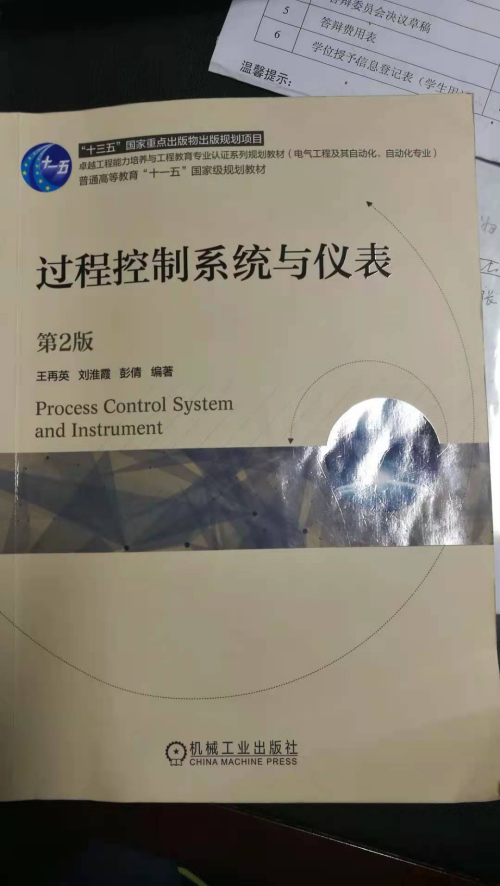 5
答辩委员会决议草稿
6
答辩费用表
学位授予信息登记表（学生用
温馨提示：
十一五
“十三五”国家重点出版物出版规划项目
卓越工程能力培养与工程教育专业认证系列规划教材（电气工程及其自动化、自动化专业）
普通高等教育“十一五”国家级规划教材
过程控制系统与仪表
第2版
王再英 刘淮霞 彭倩 编著
Process Control System
and Instrument
机械工业出版社
CHINA MACHINE PRESS